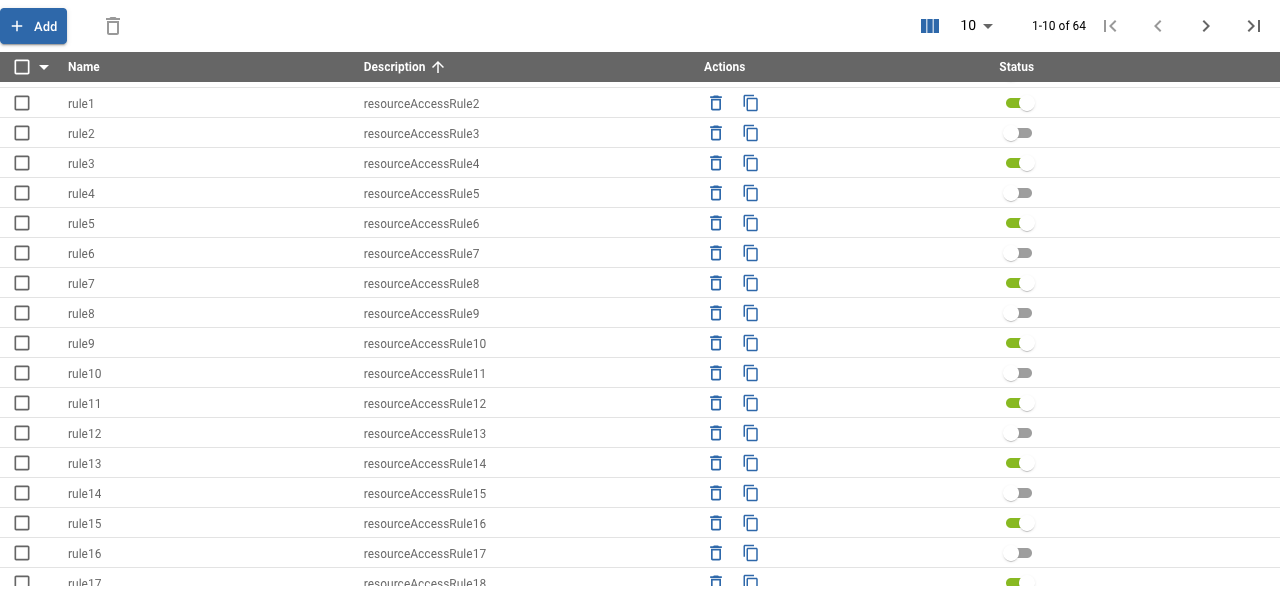 Add 10 1-10 of 64
Name Description Actions Status
rule1 resourceAccessRule2
rule2 resourceAccessRule3
rule3 resourceAccessRule4
rule4 resourceAccessRule5
rule5 resourceAccessRule6
rule6 resourceAccessRule7
rule7 resourceAccessRule8
rule8 resourceAccessRule9
rule9 resourceAccessRule10
rule10 resourceAccessRule11
rule11 resourceAccessRule12
rule12 resourceAccessRule13
rule13 resourceAccessRule14
rule14 resourceAccessRule15
rule15 resourceAccessRule16
rule16 resourceAccessRule17
rule17 resourceAccessRule18